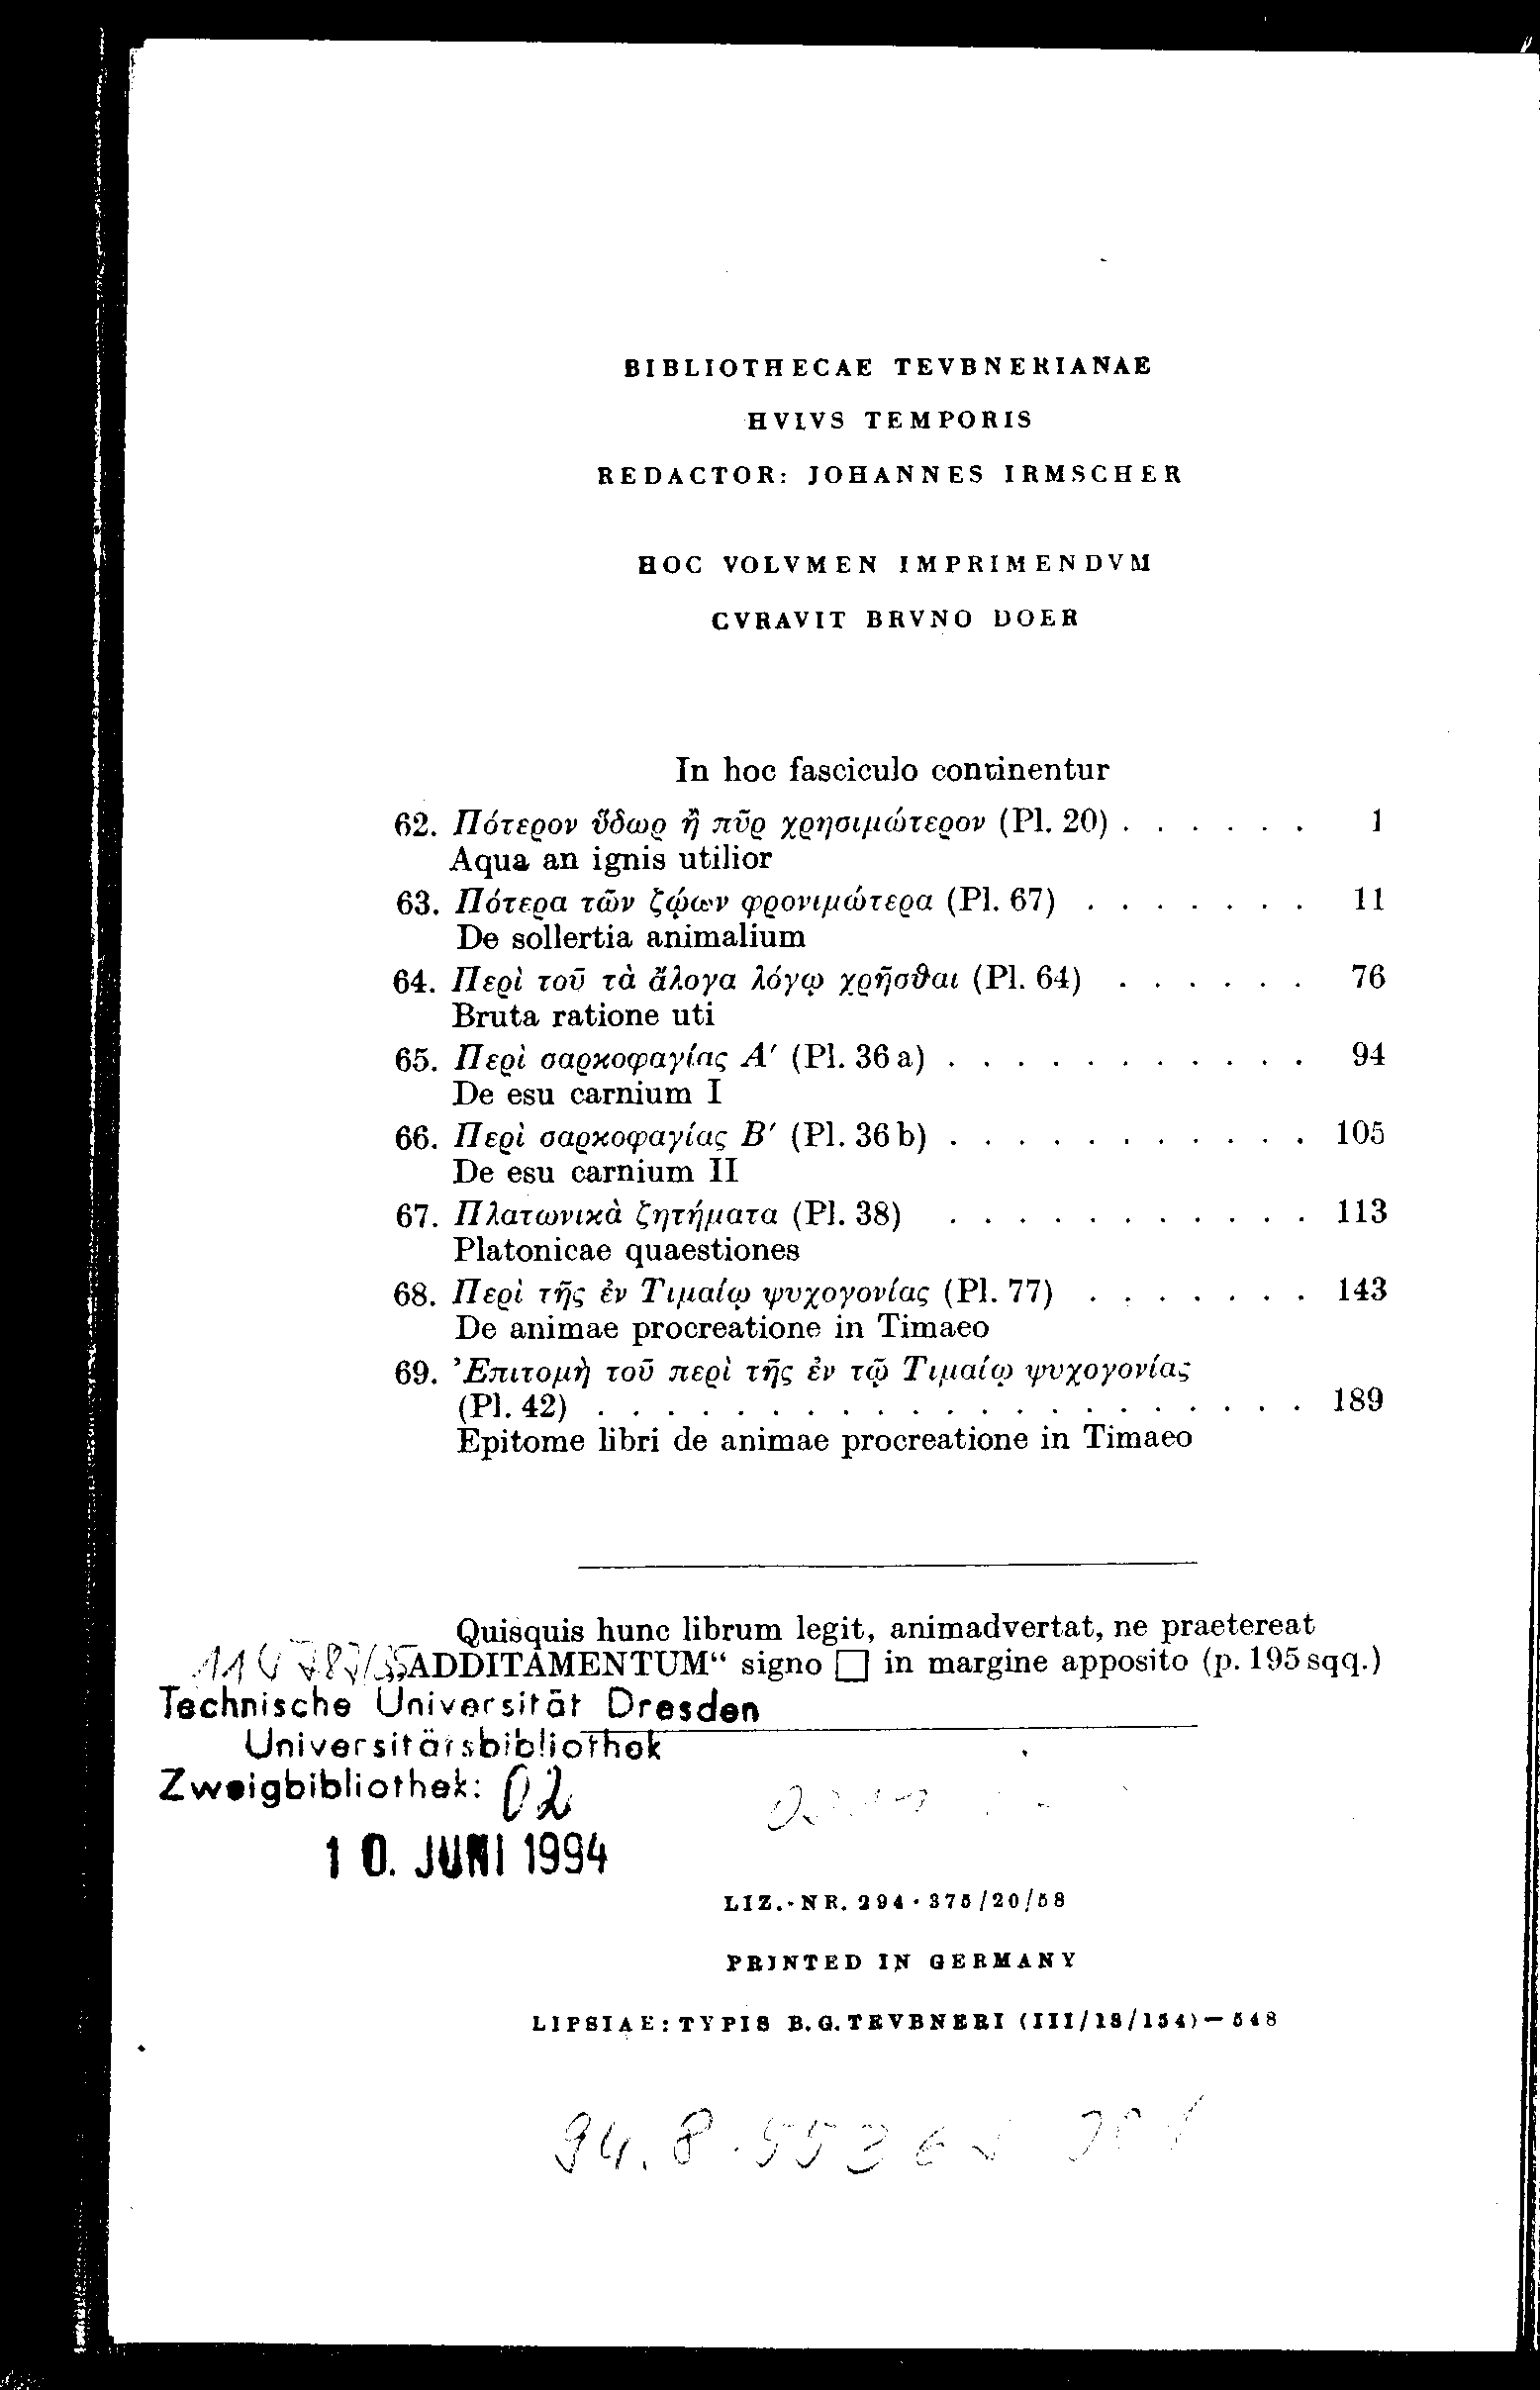 BIBLIOTHECAE TEVBNERIANAE
HVIVS TEMPORIS
REDACTOR: JOHANNES IRMSCHER
HOC VOLVMEN IMPRIMENDVM
CVRAVIT BRVNO DOER
In hoc fasciculo continentur
62. Πότερον ὕδωρ ἢ πῦρ χρησιμώτερον (Pl. 20) . . . . . . 1
Aqua an ignis utilior
63. Πότερα τῶν ζῴων φρονιμώτερα (Pl. 67) . . . . . . . 11
De sollertia animalium
64. Περὶ τοῦ τὰ ἄλογα λόγῳ χρῆσθαι (Pl. 64) . . . . . . 76
Bruta ratione uti
65. Περὶ σαρκοφαγίας Α′ (Pl. 36 a) . . . . . . . . . . . 94
De esu carnium I
66. Περὶ σαρκοφαγίας Β′ (Pl. 36 b) . . . . . . . . . . . 105
De esu carnium II
67. Πλατωνικὰ ζητήματα (Pl. 38) . . . . . . . . . . . 113
Platonicae quaestiones
68. Περὶ τῆς ἐν Τιμαίῳ ψυχογονίας (Pl. 77) . . . . . . . 143
De animae procreatione in Timaeo
69. Ἐπιτομὴ τοῦ περὶ τῆς ἐν τῷ Τιμαίῳ ψυχογονίας
(Pl. 42) . . . . . . . . . . . . . . . . . . . . . 189
Epitome libri de animae procreatione in Timaeo
Quisquis hunc librum legit, animadvertat, ne praetereat
„ADDITAMENTUM“ signo □ in margine apposito (p. 195 sqq.)
Technische Universität Dresden
Universitätsbibliothek
Zweigbibliothek: 02
10. JUNI 1994
LIZ.-NR. 294 · 375/20/58
PRINTED IN GERMANY
LIPSIAE: TYPIS B.G. TEVBNERI (III/18/154) — 548
94.8.5536